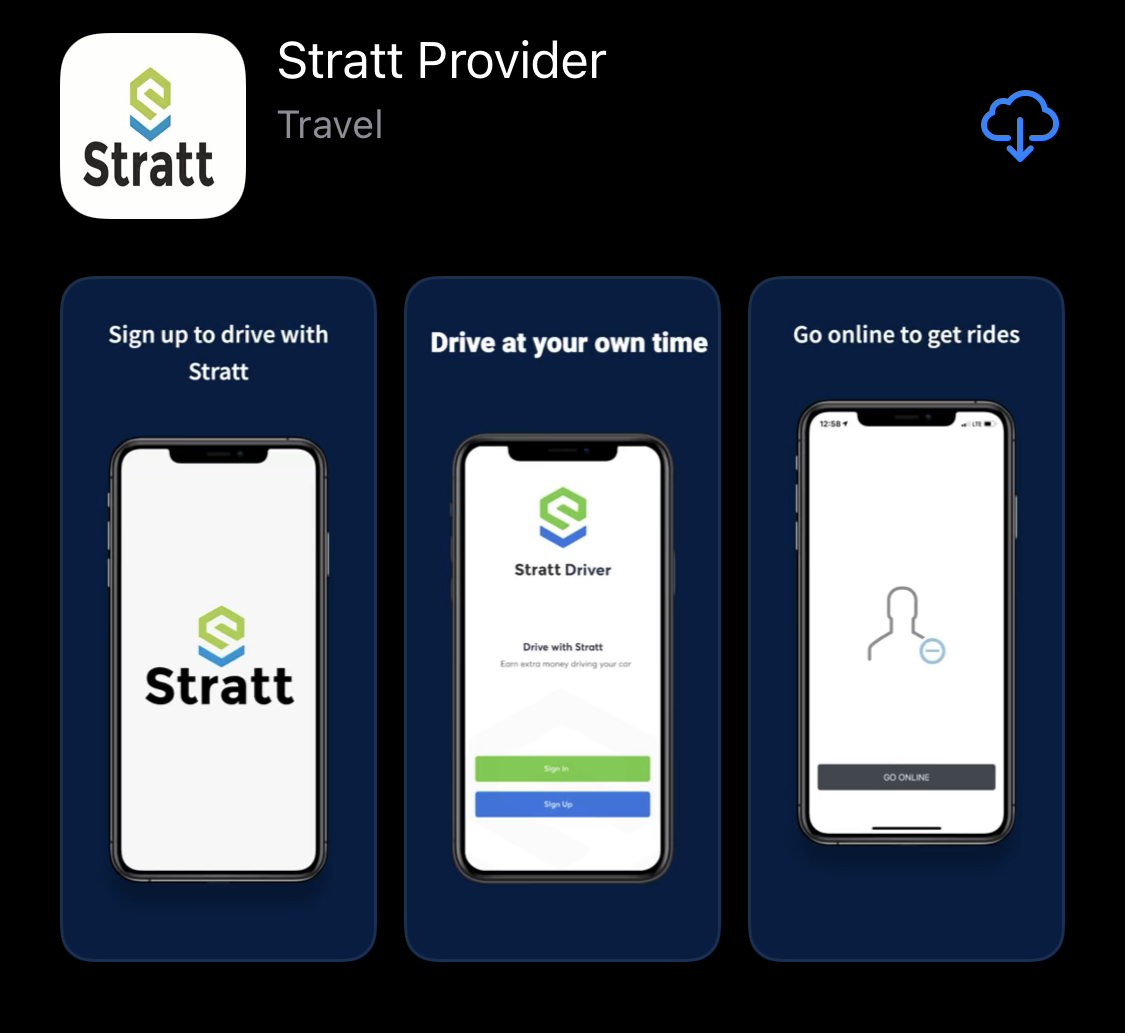 Stratt Provider
Travel
Stratt
Sign up to drive with
Stratt
Stratt
Drive at your own time
Stratt Driver
Drive with Stratt
Earn extra money driving your car
Sign In
Sign Up
Go online to get rides
12:58
LTE
GO ONLINE